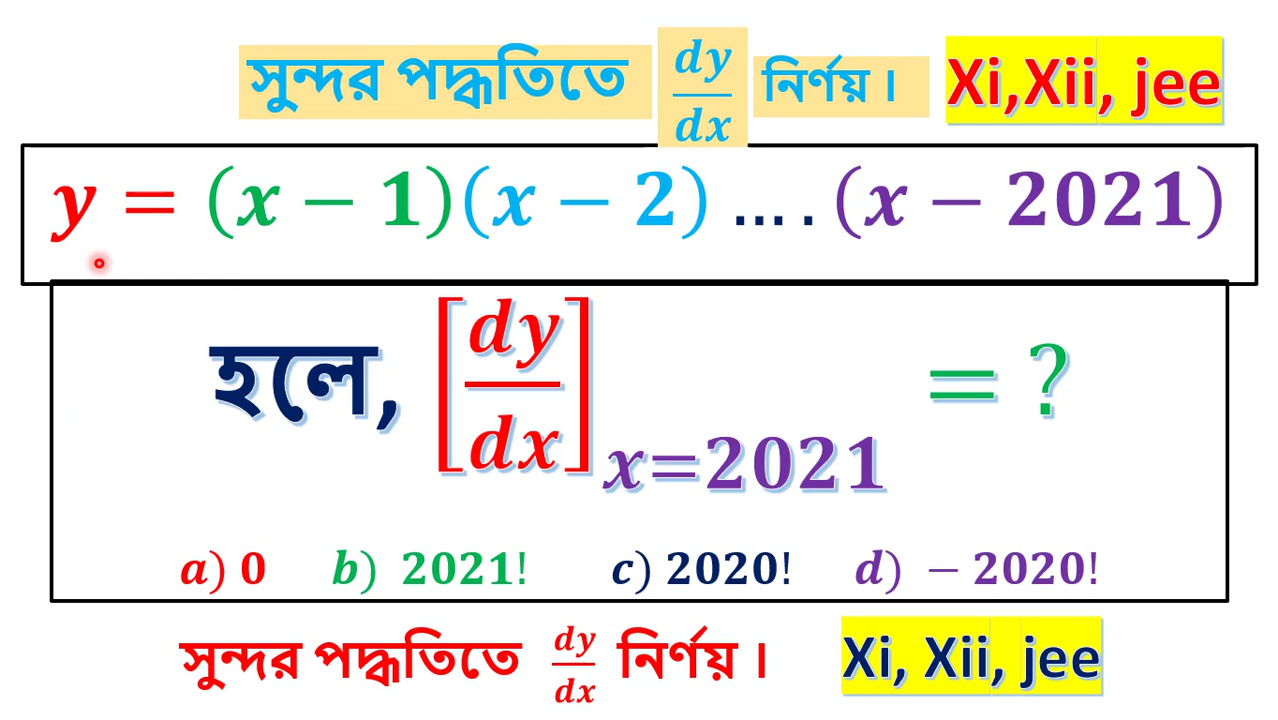 সুন্দর পদ্ধতিতে dy/dx নির্ণয় । Xi,Xii, jee
y = (x − 1)(x − 2) ... . (x − 2021)
হলে, [dy/dx]x=2021 = ?
a) 0 b) 2021! c) 2020! d) − 2020!
সুন্দর পদ্ধতিতে dy/dx নির্ণয় । Xi, Xii, jee